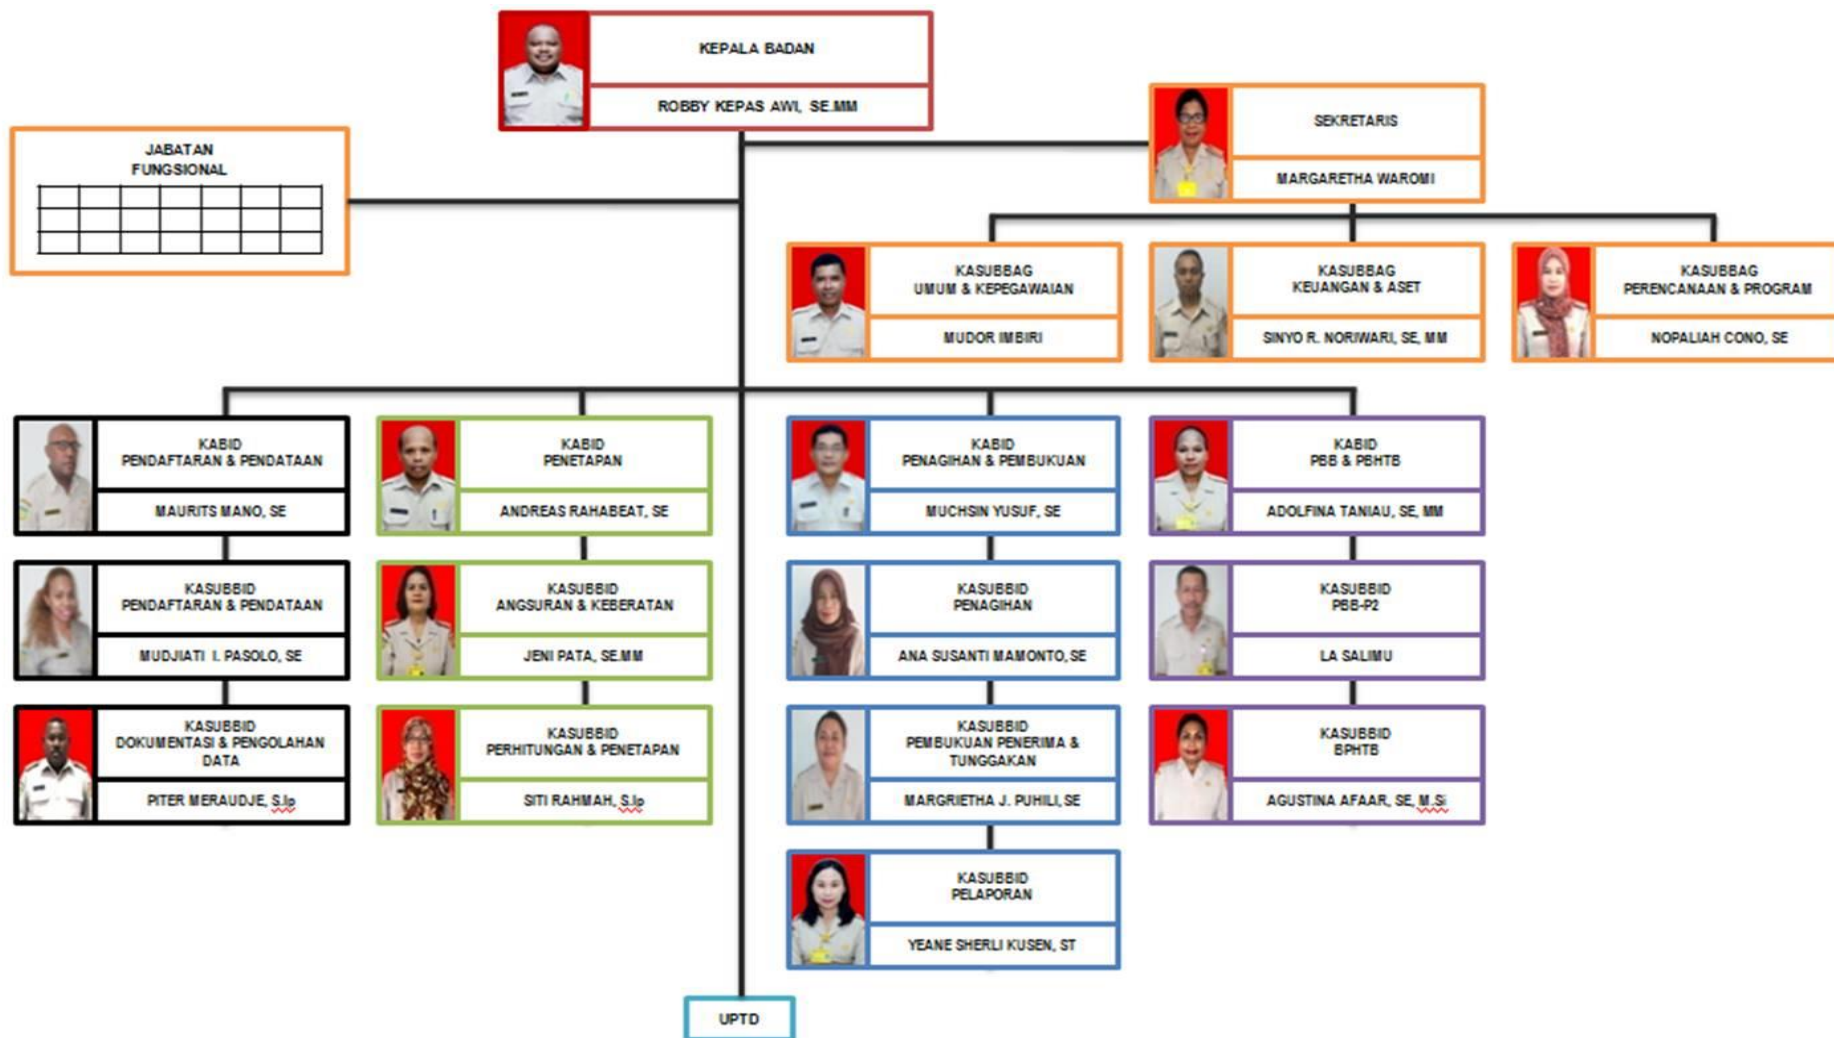 KEPALA BADAN
ROBBY KEPAS AWI, SE.MM
SEKRETARIS
MARGARETHA WAROMI
JABATAN
FUNGSIONAL
KASUBBAG
UMUM & KEPEGAWAIAN
MUDOR IMBIRI
KASUBBAG
KEUANGAN & ASET
SINYO R. NORIWARI, SE, MM
KASUBBAG
PERENCANAAN & PROGRAM
NOPALIAH CONO, SE
KABID
PENDAFTARAN & PENDATAAN
MAURITS MANO, SE
KABID
PENETAPAN
ANDREAS RAHABEAT, SE
KABID
PENAGIHAN & PEMBUKUAN
MUCHSIN YUSUF, SE
KABID
PBB & PBHTB
ADOLFINA TANIAU, SE, MM
KASUBBID
PENDAFTARAN & PENDATAAN
MUDJIATI I. PASOLO, SE
KASUBBID
ANGSURAN & KEBERATAN
JENI PATA, SE.MM
KASUBBID
PENAGIHAN
ANA SUSANTI MAMONTO, SE
KASUBBID
PBB-P2
LA SALIMU
KASUBBID
DOKUMENTASI & PENGOLAHAN
DATA
PITER MERAUDJE, S.Ip
KASUBBID
PERHITUNGAN & PENETAPAN
SITI RAHMAH, S.Ip
KASUBBID
PEMBUKUAN PENERIMA &
TUNGGAKAN
MARGRIETHA J. PUHILI, SE
KASUBBID
BPHTB
AGUSTINA AFAAR, SE, M.Si
KASUBBID
PELAPORAN
YEANE SHERLI KUSEN, ST
UPTD